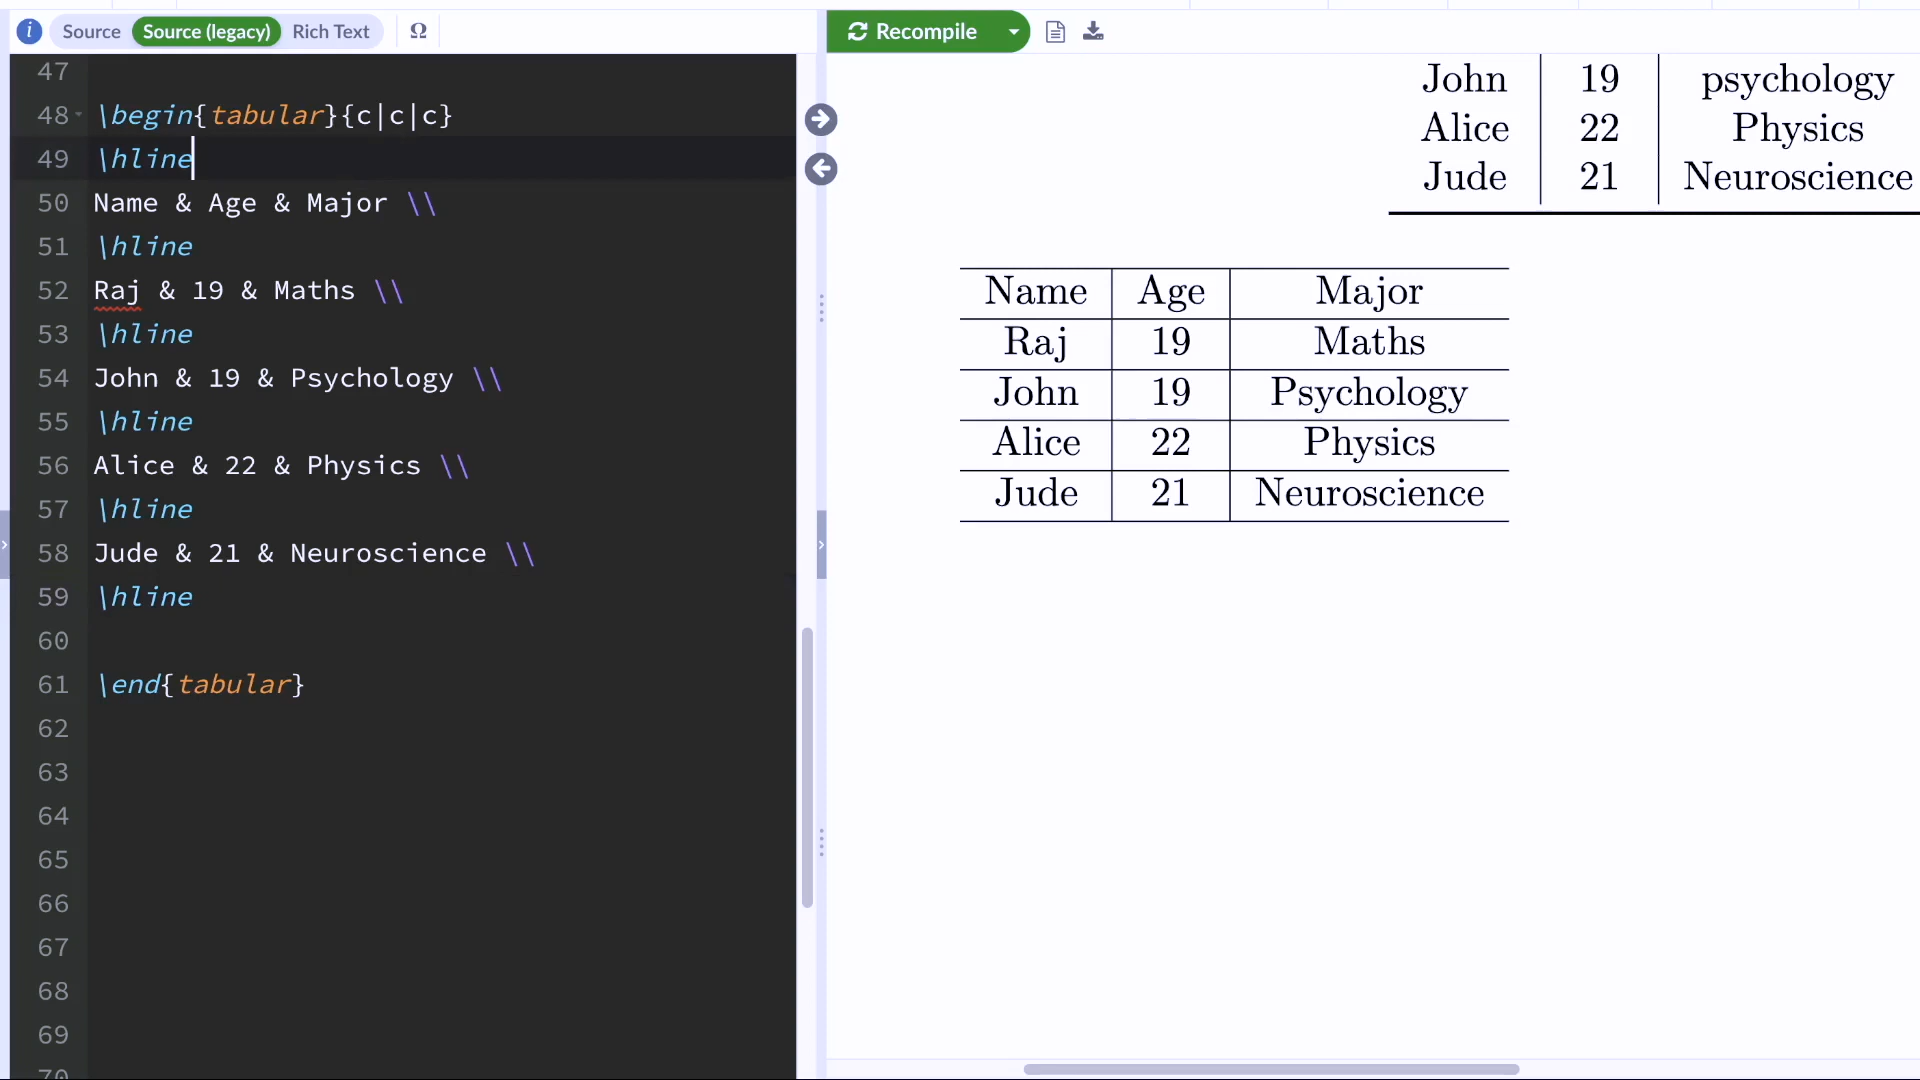 i Source Source (legacy) Rich Text Ω
47
48 \begin{tabular}{c|c|c}
49 \hline
50 Name & Age & Major \\
51 \hline
52 Raj & 19 & Maths \\
53 \hline
54 John & 19 & Psychology \\
55 \hline
56 Alice & 22 & Physics \\
57 \hline
58 Jude & 21 & Neuroscience \\
59 \hline
60
61 \end{tabular}
62
63
64
65
66
67
68
69
70
Recompile
John 19 psychology
Alice 22 Physics
Jude 21 Neuroscience
Name Age Major
Raj 19 Maths
John 19 Psychology
Alice 22 Physics
Jude 21 Neuroscience